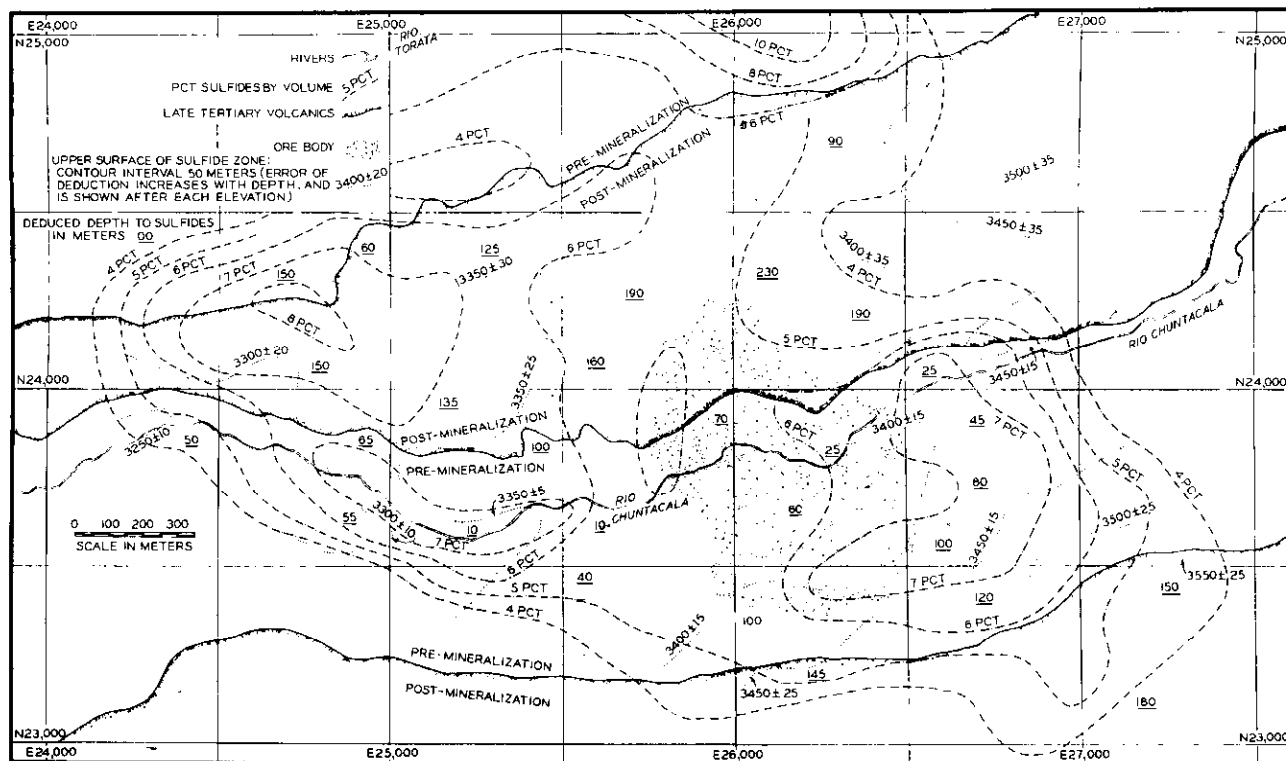 E24,000
E25,000
E26,000
E27,000
N25,000
N25,000
RIO
TORATA
10 PCT
8 PCT
RIVERS
PCT SULFIDES BY VOLUME
5 PCT
LATE TERTIARY VOLCANICS
ORE BODY
UPPER SURFACE OF SULFIDE ZONE:
CONTOUR INTERVAL 50 METERS (ERROR OF
DEDUCTION INCREASES WITH DEPTH, AND
IS SHOWN AFTER EACH ELEVATION)
DEDUCED DEPTH TO SULFIDES
IN METERS 00
4 PCT
3400±20
PRE-MINERALIZATION
POST-MINERALIZATION
6 PCT
90
3500±35
3450±35
3400±35
4 PCT
4 PCT
5 PCT
6 PCT
7 PCT
150
60
125
3350±30
6 PCT
230
190
190
8 PCT
3300±20
150
160
5 PCT
RIO CHUNTACALA
N24,000
N24,000
3350±25
135
25
3450±15
3250±10
50
65
POST-MINERALIZATION
PRE-MINERALIZATION
100
70
6 PCT
25
3400±15
45
7 PCT
5 PCT
4 PCT
0 100 200 300
SCALE IN METERS
55
3300±10
10
3350±5
7 PCT
6 PCT
5 PCT
4 PCT
10
RIO
CHUNTACALA
40
60
80
100
3450±15
3500±25
7 PCT
120
6 PCT
150
3550±25
100
3400±15
PRE-MINERALIZATION
POST-MINERALIZATION
145
3450±25
180
N23,000
N23,000
E24,000
E25,000
E26,000
E27,000